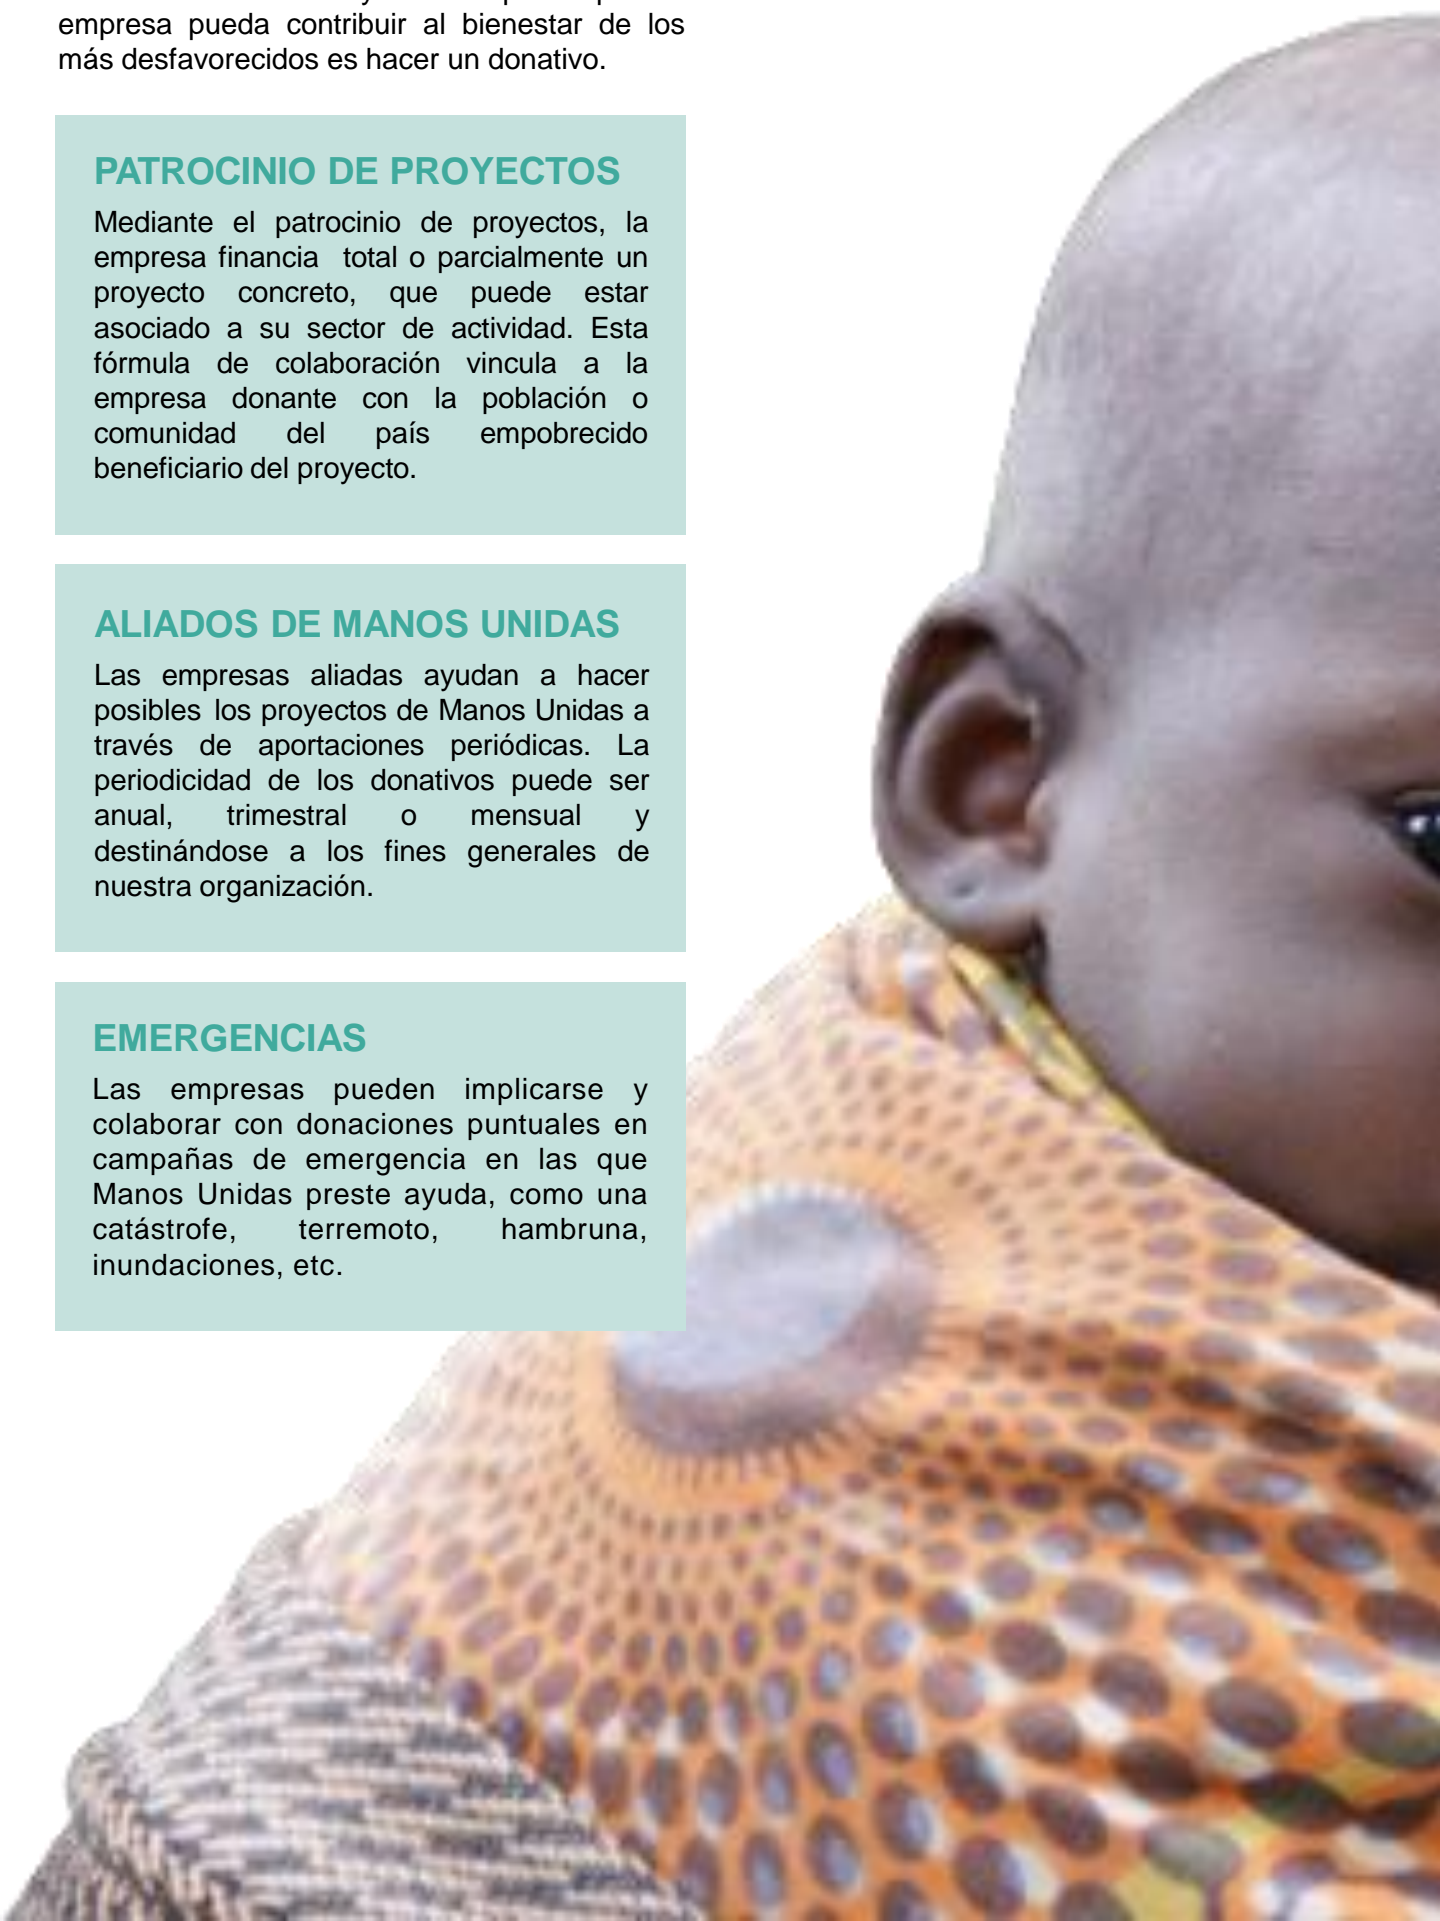 empresa pueda contribuir al bienestar de los
más desfavorecidos es hacer un donativo.
PATROCINIO DE PROYECTOS
Mediante el patrocinio de proyectos, la
empresa financia total o parcialmente un
proyecto concreto, que puede estar
asociado a su sector de actividad. Esta
fórmula de colaboración vincula a la
empresa donante con la población o
comunidad del país empobrecido
beneficiario del proyecto.
ALIADOS DE MANOS UNIDAS
Las empresas aliadas ayudan a hacer
posibles los proyectos de Manos Unidas a
través de aportaciones periódicas. La
periodicidad de los donativos puede ser
anual, trimestral o mensual y
destinándose a los fines generales de
nuestra organización.
EMERGENCIAS
Las empresas pueden implicarse y
colaborar con donaciones puntuales en
campañas de emergencia en las que
Manos Unidas preste ayuda, como una
catástrofe, terremoto, hambruna,
inundaciones, etc.